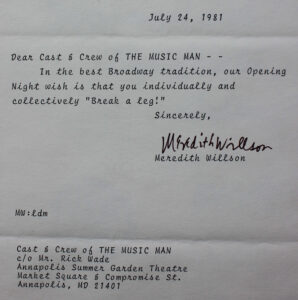 July 24, 1981
Dear Cast & Crew of THE MUSIC MAN - -
In the best Broadway tradition, our Opening
Night wish is that you individually and
collectively "Break a leg!"
Sincerely,
Meredith Willson
Meredith Willson
MW:ldm
Cast & Crew of THE MUSIC MAN
c/o Mr. Rick Wade
Annapolis Summer Garden Theatre
Market Square & Compromise St.
Annapolis, MD 21401